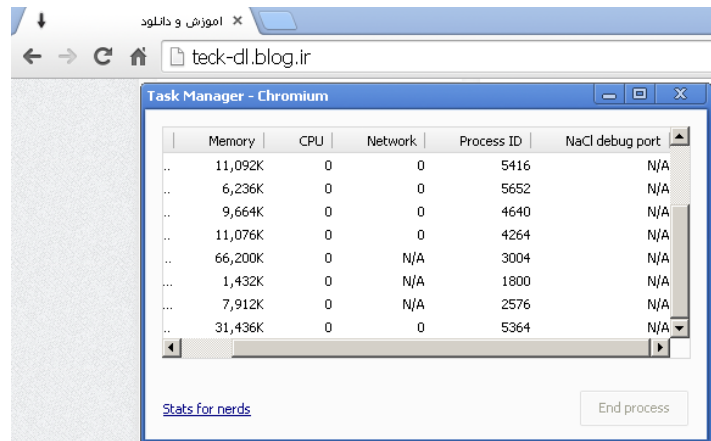 اموزش و دانلود
teck-dl.blog.ir
Task Manager - Chromium
Memory CPU Network Process ID NaCl debug port
.. 11,092K 0 0 5416 N/A
.. 6,236K 0 0 5652 N/A
.. 9,664K 0 0 4640 N/A
.. 11,076K 0 0 4264 N/A
.. 66,200K 0 N/A 3004 N/A
... 1,432K 0 N/A 1800 N/A
... 7,912K 0 N/A 2576 N/A
.. 31,436K 0 0 5364 N/A
Stats for nerds
End process